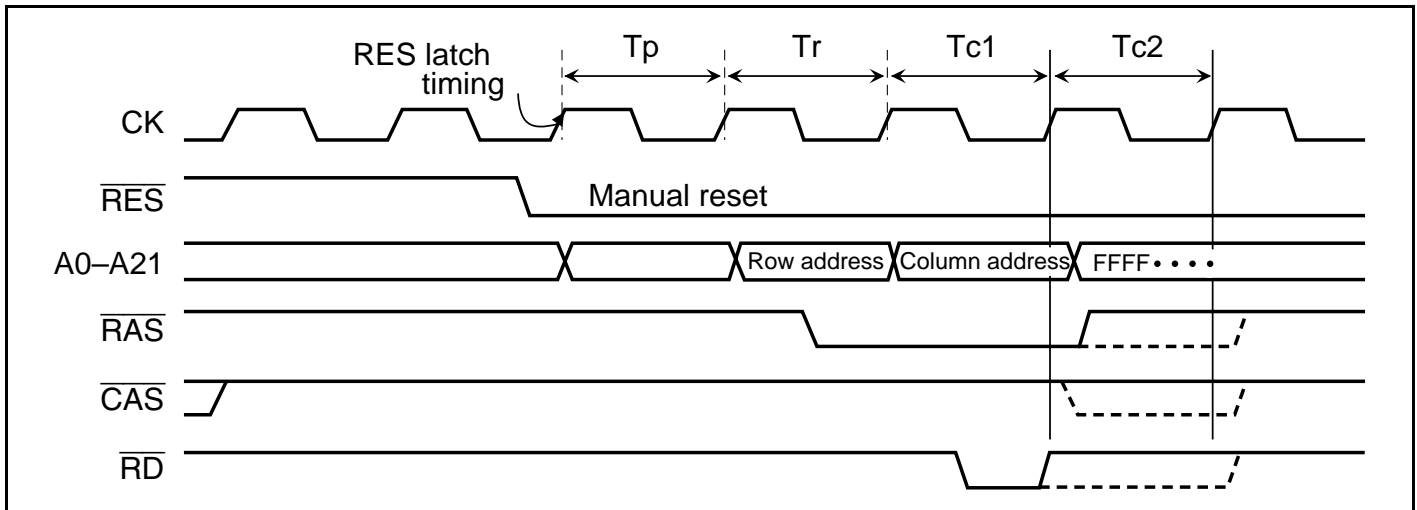 Tp Tr Tc1 Tc2
RES latch
timing
CK
RES
Manual reset
A0–A21
Row address
Column address
FFFF • • • •
RAS
CAS
RD